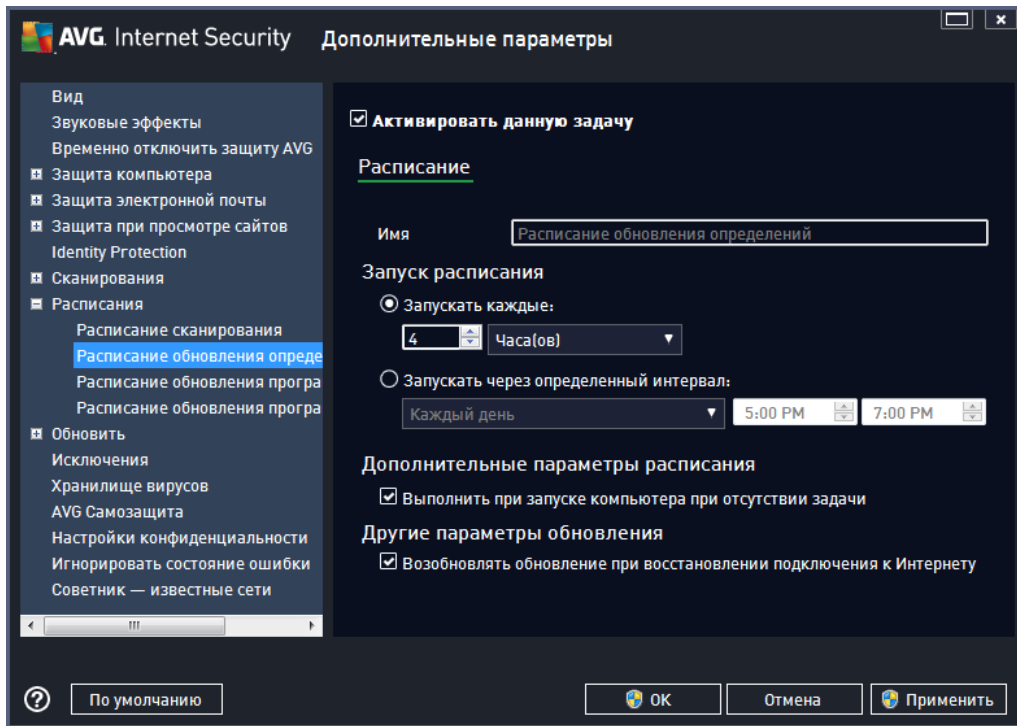 AVG. Internet Security Дополнительные параметры
Вид
Звуковые эффекты
Временно отключить защиту AVG
Защита компьютера
Защита электронной почты
Защита при просмотре сайтов
Identity Protection
Сканирования
Расписания
Расписание сканирования
Расписание обновления опреде
Расписание обновления програ
Расписание обновления програ
Обновить
Исключения
Хранилище вирусов
AVG Самозащита
Настройки конфиденциальности
Игнорировать состояние ошибки
Советник — известные сети
Активировать данную задачу
Расписание
Имя Расписание обновления определений
Запуск расписания
Запускать каждые:
4 Часа(ов)
Запускать через определенный интервал:
Каждый день 5:00 PM 7:00 PM
Дополнительные параметры расписания
Выполнить при запуске компьютера при отсутствии задачи
Другие параметры обновления
Возобновлять обновление при восстановлении подключения к Интернету
? По умолчанию OK Отмена Применить